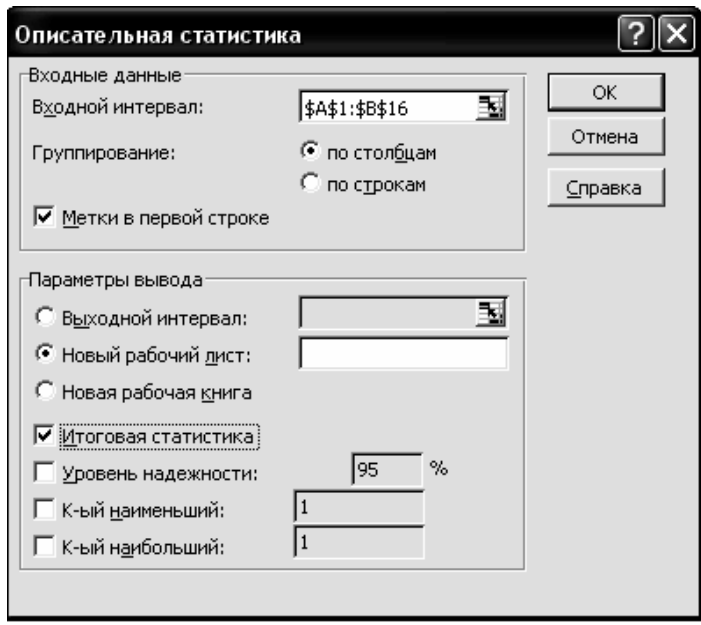 Описательная статистика
Входные данные
Входной интервал: $A$1:$B$16
Группирование: по столбцам
по строкам
Метки в первой строке
OK
Отмена
Справка
Параметры вывода
Выходной интервал:
Новый рабочий лист:
Новая рабочая книга
Итоговая статистика
Уровень надежности: 95 %
К-ый наименьший: 1
К-ый наибольший: 1